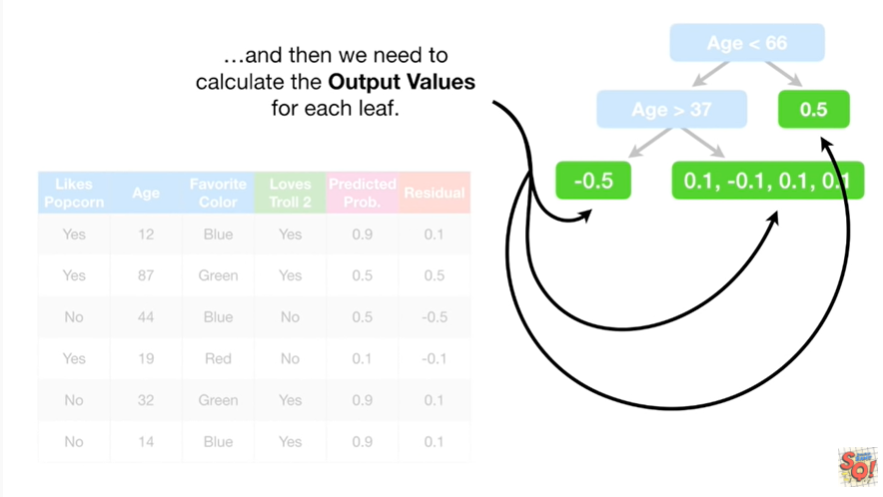 ...and then we need to
calculate the Output Values
for each leaf.
Age < 66
Age > 37
0.5
-0.5
0.1, -0.1, 0.1, 0.1
Likes Popcorn Age Favorite Color Loves Troll 2 Predicted Prob. Residual
Yes 12 Blue Yes 0.9 0.1
Yes 87 Green Yes 0.5 0.5
No 44 Blue No 0.5 -0.5
Yes 19 Red No 0.1 -0.1
No 32 Green Yes 0.9 0.1
No 14 Blue Yes 0.9 0.1
SQ!